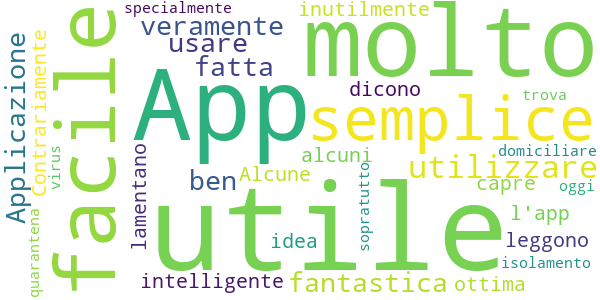 specialmente
inutilmente
molto
veramente
usare
fatta
facile
Applicazione
Contrariamente
App
dicono
trova
semplice
virus
lamentano
alcuni
domiciliare
utilizzare
ben
Alcune
capre
oggi
utile
soprattutto
l'app
quarantena
idea
leggono
isolamento
intelligente
fantastica
ottima